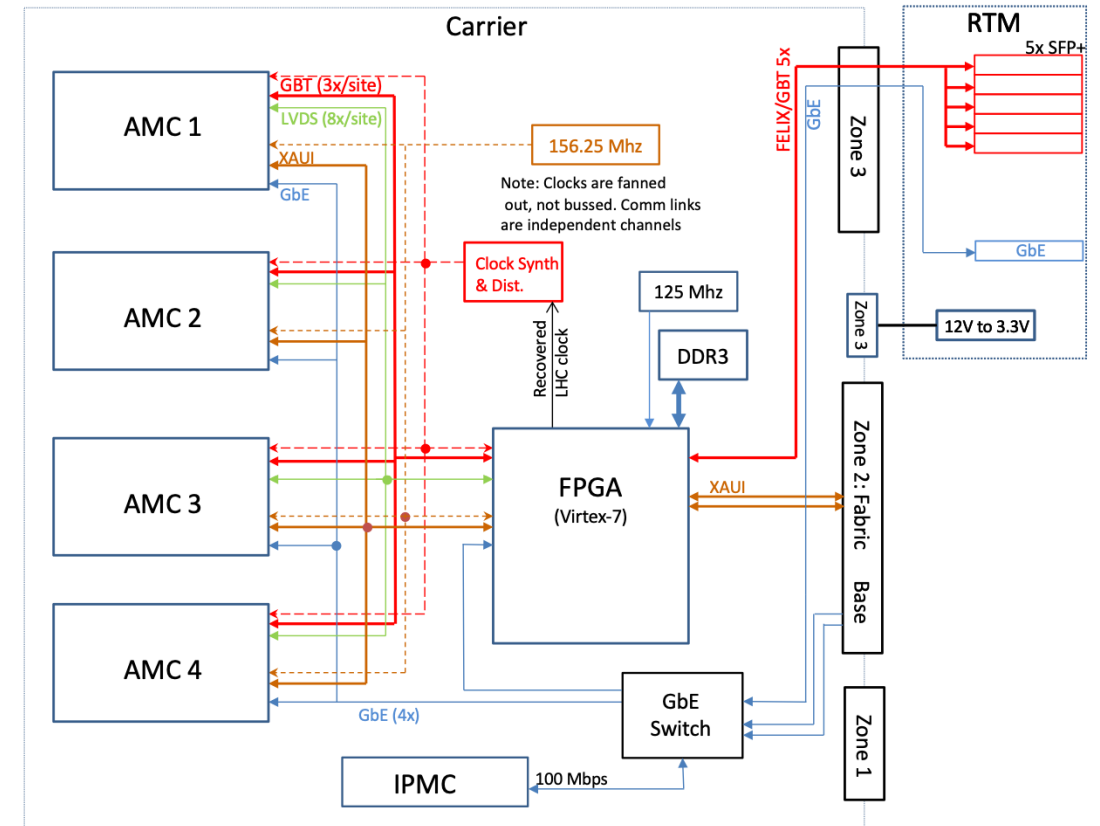 Carrier
RTM
5x SFP+
AMC 1
GBT (3x/site)
LVDS (8x/site)
XAUI
GbE
156.25 Mhz
Note: Clocks are fanned
out, not bussed. Comm links
are independent channels
FELIX/GBT 5x
GbE
Zone 3
GbE
AMC 2
Clock Synth
& Dist.
125 Mhz
Zone 3
12V to 3.3V
Recovered
LHC clock
DDR3
AMC 3
FPGA
(Virtex-7)
XAUI
Zone 2: Fabric
Base
AMC 4
GbE (4x)
GbE
Switch
Zone 1
IPMC
100 Mbps